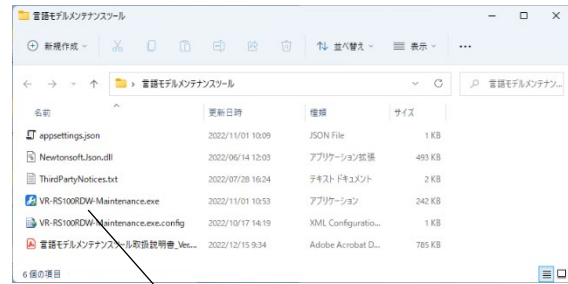 言語モデルメンテナンスツール
新規作成 並べ替え 表示 ...
言語モデルメンテナンスツール 言語モデルメンテナン...
名前 更新日時 種類 サイズ
appsettings.json 2022/11/01 10:09 JSON File 1 KB
Newtonsoft.Json.dll 2022/06/14 12:03 アプリケーション拡張 493 KB
ThirdPartyNotices.txt 2022/07/28 16:24 テキスト ドキュメント 2 KB
VR-RS100RDW-Maintenance.exe 2022/11/01 10:53 アプリケーション 242 KB
VR-RS100RDW-Maintenance.exe.config 2022/10/17 14:19 XML Configuratio... 1 KB
言語モデルメンテナンスツール取扱説明書_Ver.... 2022/12/15 9:34 Adobe Acrobat D... 785 KB
6 個の項目